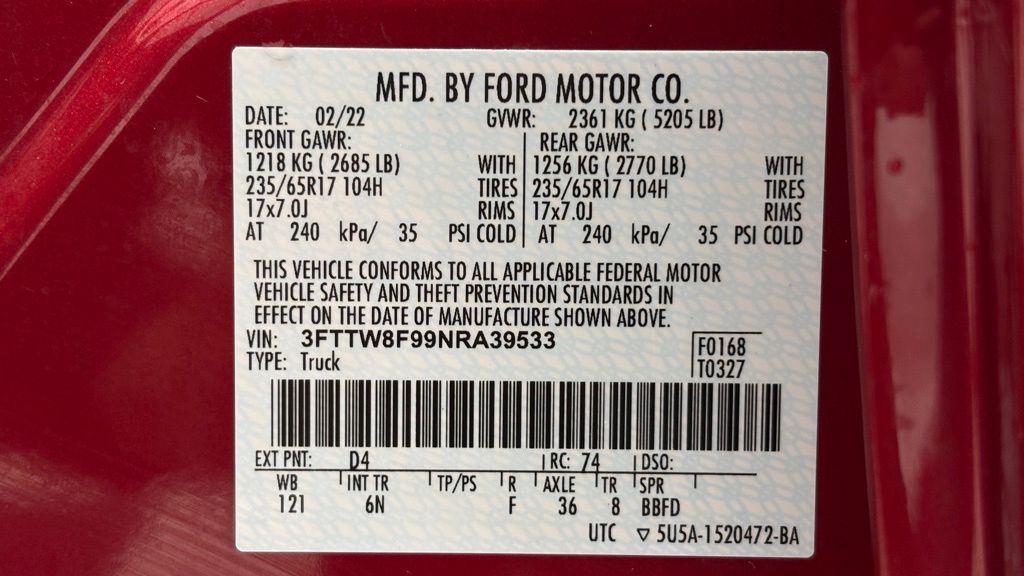 MFD. BY FORD MOTOR CO.
DATE: 02/22 GVWR: 2361 KG ( 5205 LB)
FRONT GAWR: REAR GAWR:
1218 KG ( 2685 LB) WITH 1256 KG ( 2770 LB) WITH
235/65R17 104H TIRES 235/65R17 104H TIRES
17x7.0J RIMS 17x7.0J RIMS
AT 240 kPa/ 35 PSI COLD AT 240 kPa/ 35 PSI COLD
THIS VEHICLE CONFORMS TO ALL APPLICABLE FEDERAL MOTOR
VEHICLE SAFETY AND THEFT PREVENTION STANDARDS IN
EFFECT ON THE DATE OF MANUFACTURE SHOWN ABOVE.
VIN: 3FTTW8F99NRA39533
F0168
TYPE: Truck
T0327
EXT PNT: D4 RC: 74 DSO:
WB INT TR TP/PS R AXLE TR SPR
121 6N F 36 8 BBFD
UTC ▽ 5U5A-1520472-BA